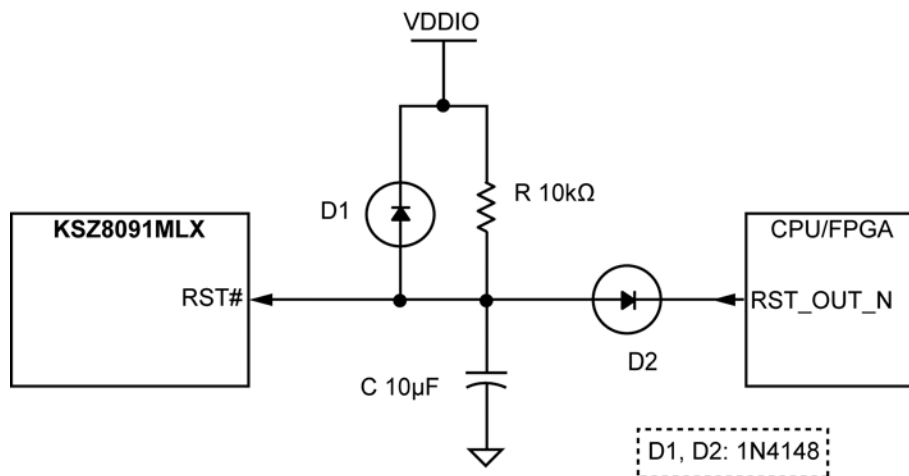 VDDIO
D1
R 10kΩ
KSZ8091MLX
CPU/FPGA
RST#
RST_OUT_N
D2
C 10µF
D1, D2: 1N4148